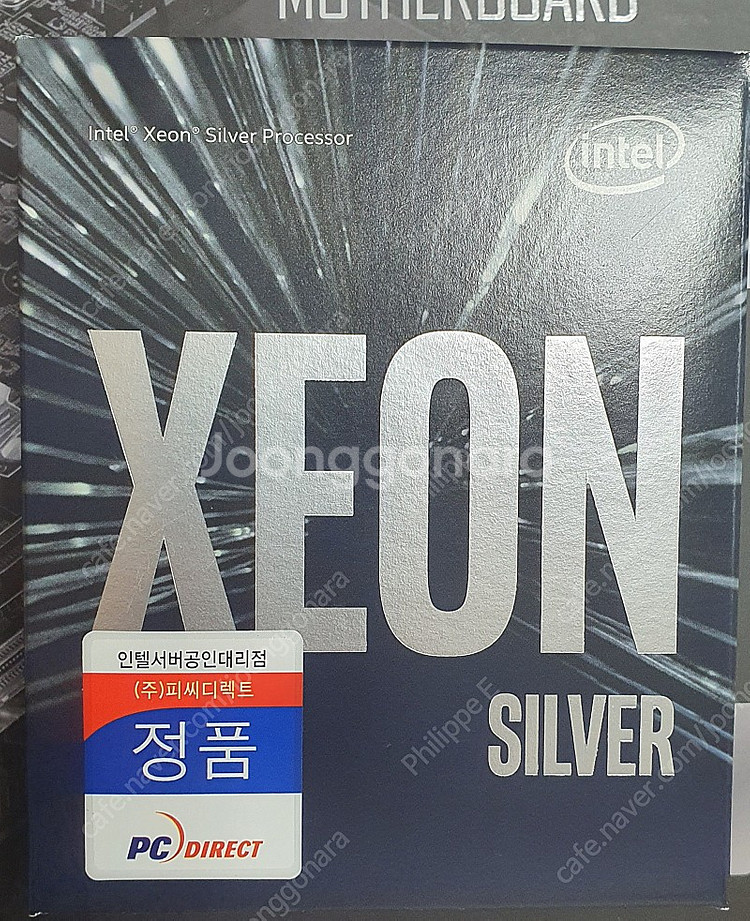 MOTHERBOARD
Intel® Xeon® Silver Processor
intel
XEON
Joonggonara
SILVER
인텔서버공인대리점
(주)피씨디렉트
정품
PC DIRECT
Philippe E
cafe.naver.com/joonggonara